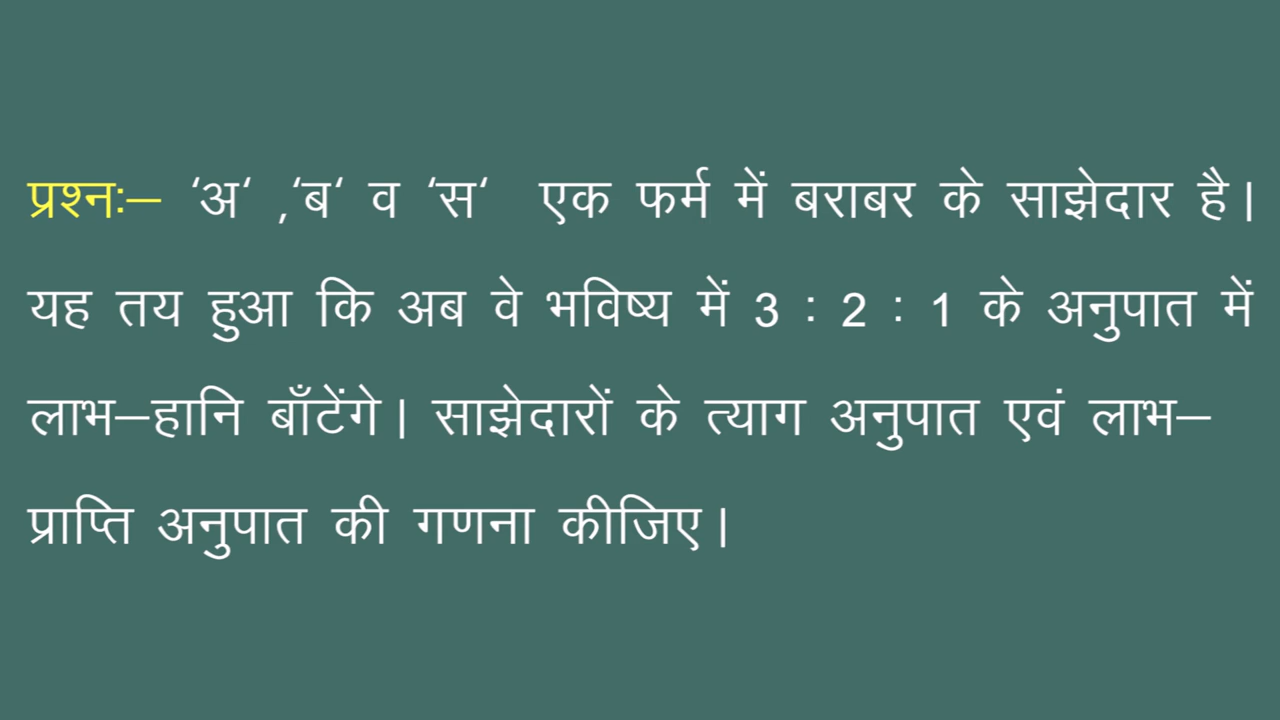 प्रश्नः– ‘अ‘ ,‘ब‘ व ‘स‘ एक फर्म में बराबर के साझेदार है।
यह तय हुआ कि अब वे भविष्य में 3 : 2 : 1 के अनुपात में
लाभ–हानि बाँटेंगे। साझेदारों के त्याग अनुपात एवं लाभ–
प्राप्ति अनुपात की गणना कीजिए।